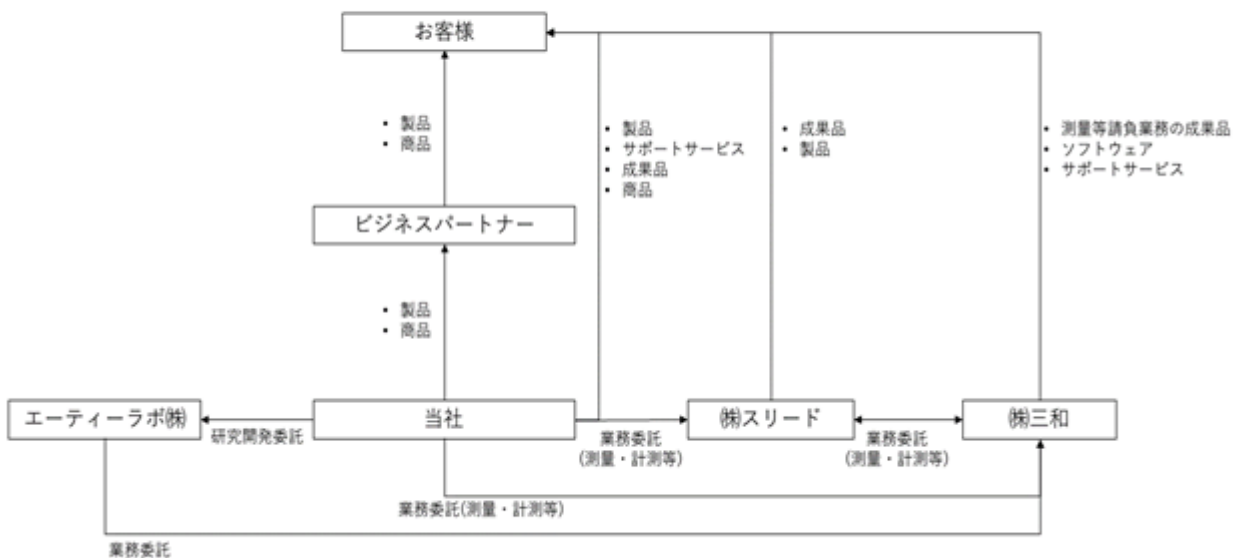 お客様
• 製品
• 商品
• 製品
• サポートサービス
• 成果品
• 商品
• 成果品
• 製品
• 測量等請負業務の成果品
• ソフトウェア
• サポートサービス
ビジネスパートナー
• 製品
• 商品
エーティーラボ㈱
研究開発委託
当社
業務委託
(測量・計測等)
㈱スリード
業務委託
(測量・計測等)
㈱三和
業務委託(測量・計測等)
業務委託